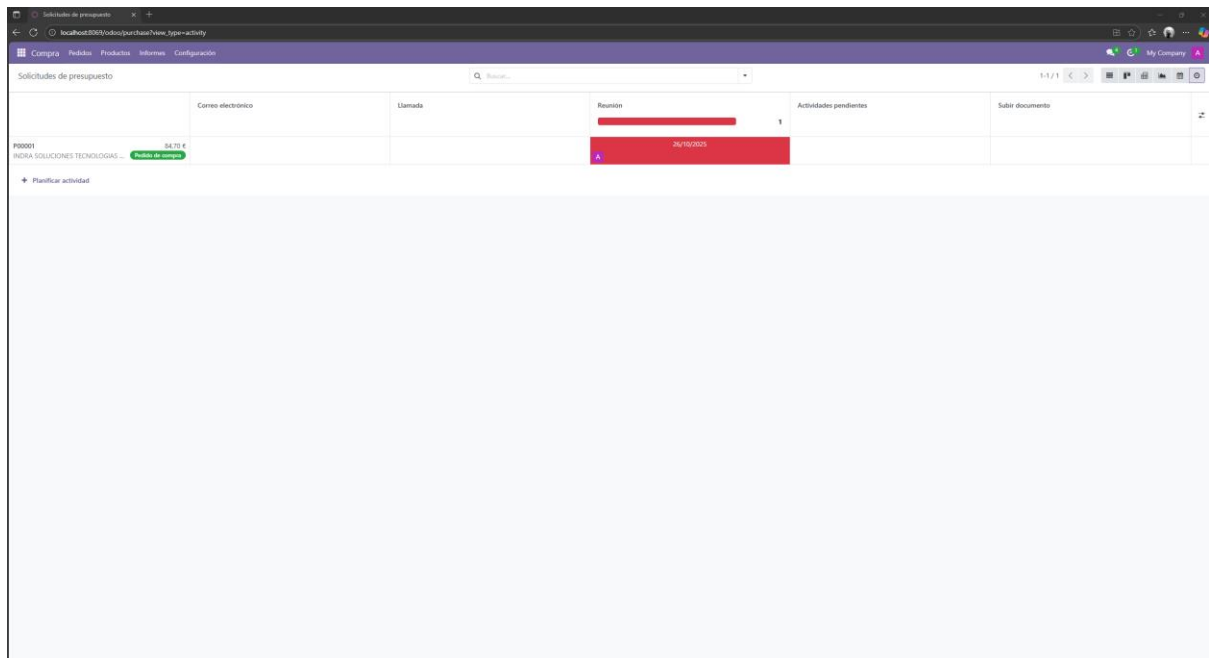 Solicitudes de presupuesto
localhost:8069/odoo/purchase?view_type=activity
Compra Pedidos Productos Informes Configuración My Company A
Solicitudes de presupuesto Buscar... 1-1 / 1
Correo electrónico Llamada Reunión Actividades pendientes Subir documento
1
P00001 84,70 € 26/10/2025
INDRA SOLUCIONES TECNOLOGIAS ... Pedido de compra A
+ Planificar actividad